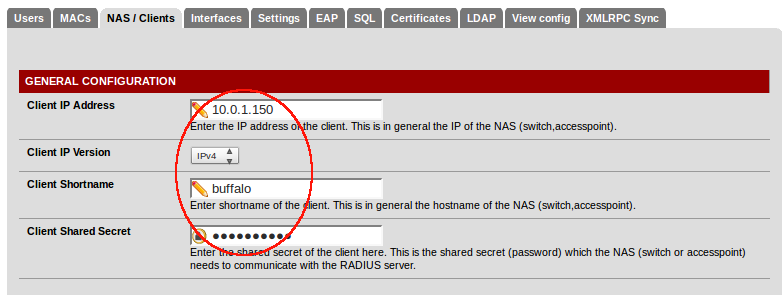 Users MACs NAS / Clients Interfaces Settings EAP SQL Certificates LDAP View config XMLRPC Sync
GENERAL CONFIGURATION
Client IP Address
10.0.1.150
Enter the IP address of the client. This is in general the IP of the NAS (switch,accesspoint).
Client IP Version
IPv4
Client Shortname
buffalo
Enter shortname of the client. This is in general the hostname of the NAS (switch,accesspoint).
Client Shared Secret
●●●●●●●●●●
Enter the shared secret of the client here. This is the shared secret (password) which the NAS (switch or accesspoint)
needs to communicate with the RADIUS server.